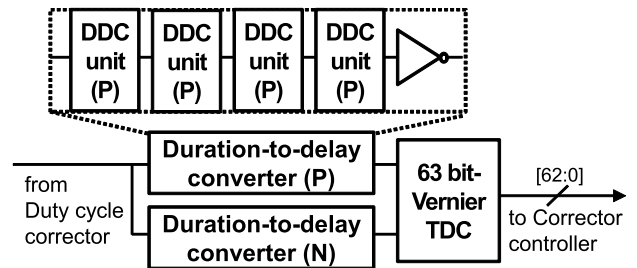 DDC unit (P)
DDC unit (P)
DDC unit (P)
DDC unit (P)
Duration-to-delay
converter (P)
from
Duty cycle
corrector
Duration-to-delay
converter (N)
63 bit-
Vernier
TDC
[62:0]
to Corrector
controller